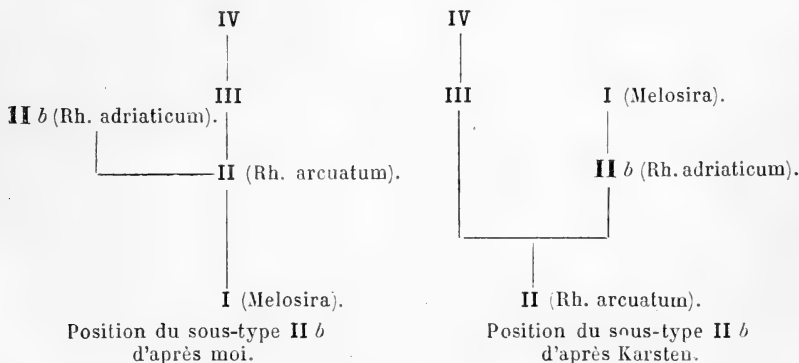 IV
III
II b (Rh. adriaticum).
II (Rh. arcuatum).
I (Melosira).
Position du sous-type II b
d'après moi.
IV
III
I (Melosira).
II b (Rh. adriaticum).
II (Rh. arcuatum).
Position du sous-type II b
d'après Karsten.